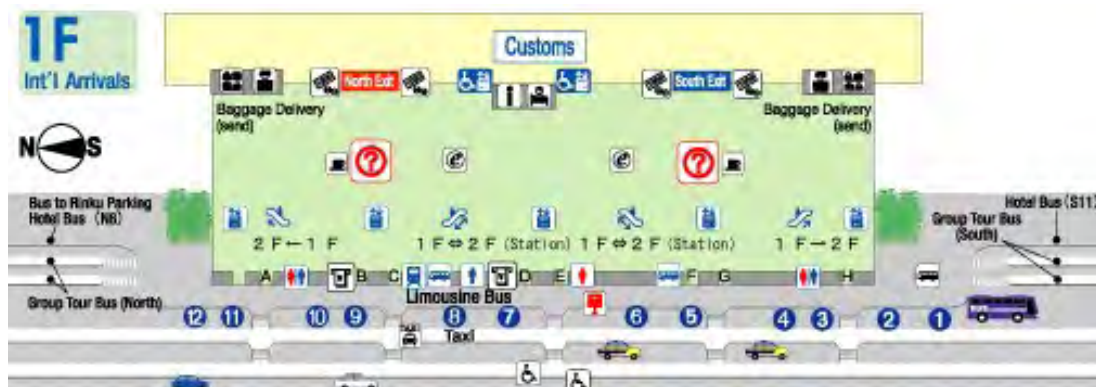 1F
Int'l Arrivals
Customs
North Exit
South Exit
Baggage Delivery
(send)
Baggage Delivery
(send)
N S
? ?
Bus to Rinku Parking
Hotel Bus (N6)
Hotel Bus(S11)
Group Tour Bus
(South)
2 F ← 1 F
1 F ⇔ 2 F (Station)
1 F ⇔ 2 F (Station)
1 F → 2 F
A B C D E F G H
Group Tour Bus (North)
Limousine Bus
12 11 10 9 8 7 6 5 4 3 2 1
Taxi